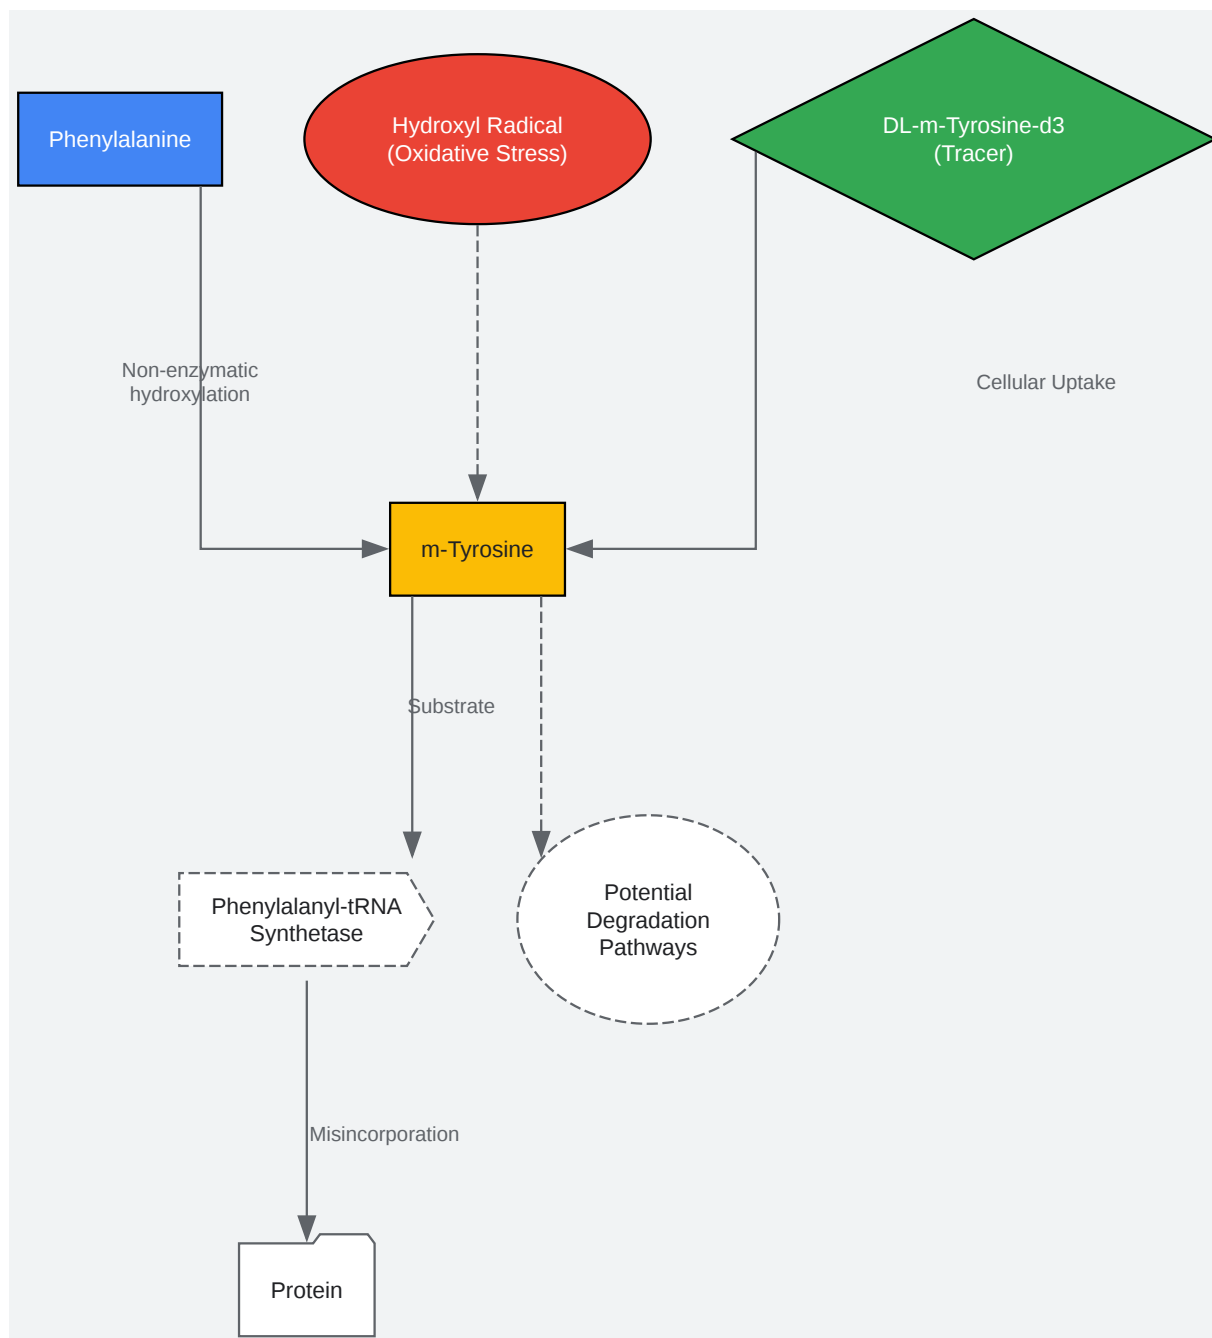 Phenylalanine
Hydroxyl Radical
(Oxidative Stress)
DL-m-Tyrosine-d3
(Tracer)
Non-enzymatic
hydroxylation
Cellular Uptake
m-Tyrosine
Substrate
Phenylalanyl-tRNA
Synthetase
Potential
Degradation
Pathways
Misincorporation
Protein